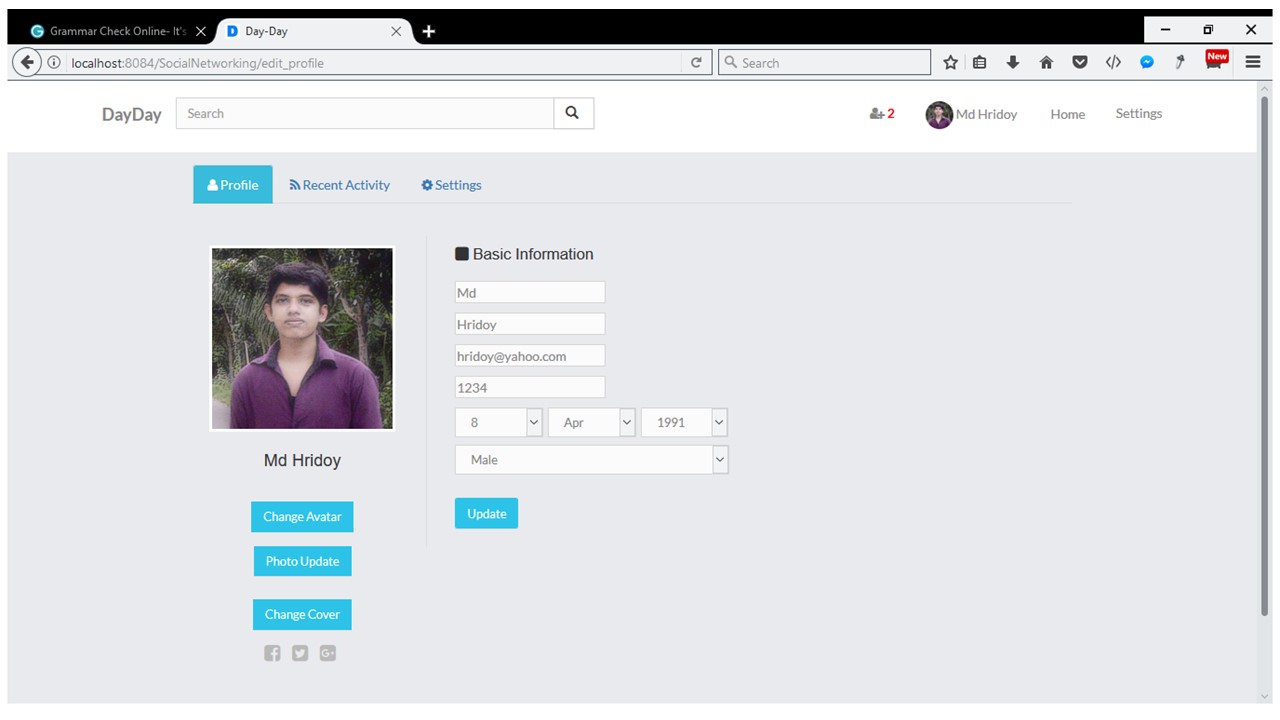 Grammar Check Online- It's
Day-Day
localhost:8084/SocialNetworking/edit_profile
Search
New
DayDay
Search
2
Md Hridoy
Home
Settings
Profile
Recent Activity
Settings
Md Hridoy
Change Avatar
Photo Update
Change Cover
Basic Information
Md
Hridoy
hridoy@yahoo.com
1234
8 Apr 1991
Male
Update